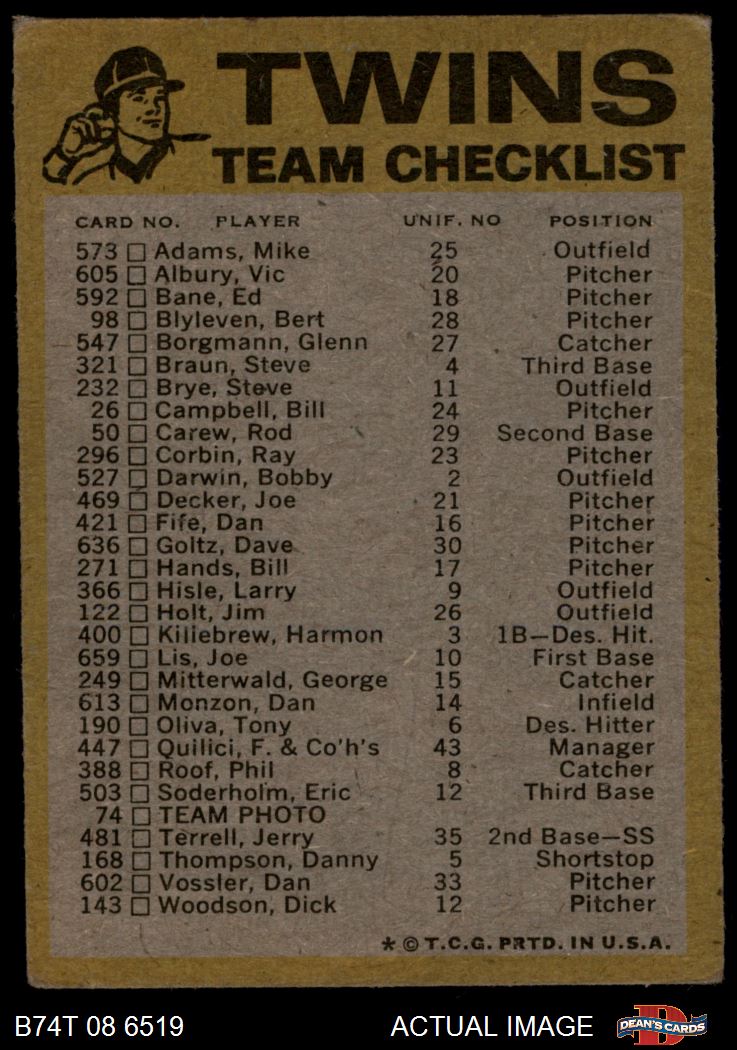 TWINS
TEAM CHECKLIST
CARD NO. PLAYER UNIF. NO POSITION
573 Adams, Mike 25 Outfield
605 Albury, Vic 20 Pitcher
592 Bane, Ed 18 Pitcher
98 Blyleven, Bert 28 Pitcher
547 Borgmann, Glenn 27 Catcher
321 Braun, Steve 4 Third Base
232 Brye, Steve 11 Outfield
26 Campbell, Bill 24 Pitcher
50 Carew, Rod 29 Second Base
296 Corbin, Ray 23 Pitcher
527 Darwin, Bobby 2 Outfield
469 Decker, Joe 21 Pitcher
421 Fife, Dan 16 Pitcher
636 Goltz, Dave 30 Pitcher
271 Hands, Bill 17 Pitcher
366 Hisle, Larry 9 Outfield
122 Holt, Jim 26 Outfield
400 Killebrew, Harmon 3 1B—Des. Hit.
659 Lis, Joe 10 First Base
249 Mitterwald, George 15 Catcher
613 Monzon, Dan 14 Infield
190 Oliva, Tony 6 Des. Hitter
447 Quilici, F. & Co'h's 43 Manager
388 Roof, Phil 8 Catcher
503 Soderholm, Eric 12 Third Base
74 TEAM PHOTO
481 Terrell, Jerry 35 2nd Base—SS
168 Thompson, Danny 5 Shortstop
602 Vossler, Dan 33 Pitcher
143 Woodson, Dick 12 Pitcher
* © T.C.G. PRTD. IN U.S.A.
B74T 08 6519 ACTUAL IMAGE DEAN'S CARDS